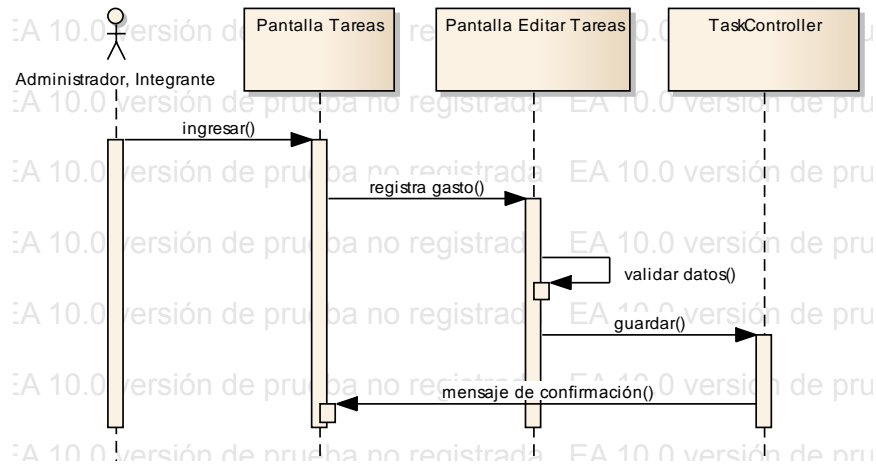 Pantalla Tareas
Pantalla Editar Tareas
TaskController
Administrador, Integrante
ingresar()
registra gasto()
validar datos()
guardar()
mensaje de confirmación()
EA 10.0 versión de prueba no registrada